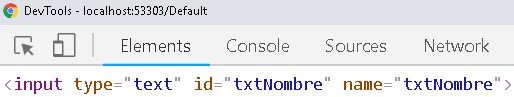 DevTools - localhost:53303/Default
Elements Console Sources Network
<input type="text" id="txtNombre" name="txtNombre">